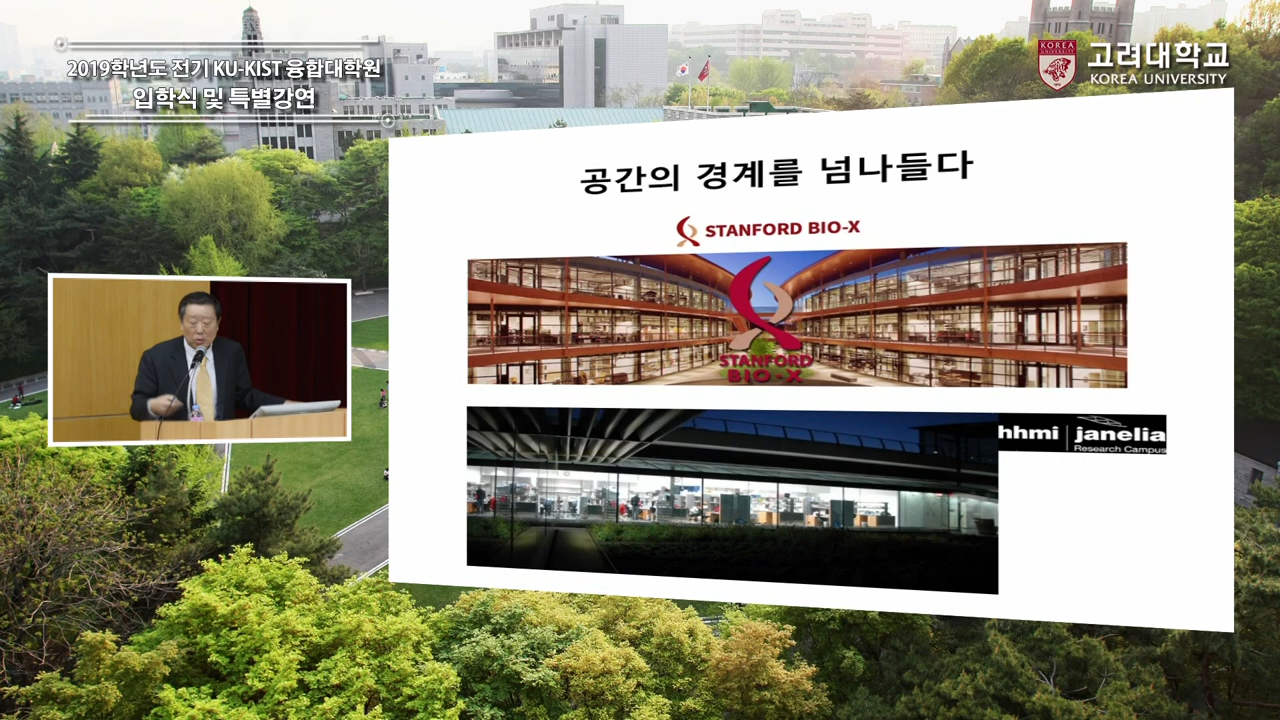 2019학년도 전기 KU-KIST 융합대학원
입학식 및 특별강연
KOREA
UNIVERSITY
고려대학교
KOREA UNIVERSITY
공간의 경계를 넘나들다
STANFORD BIO-X
STANFORD
BIO-X
hhmi | janelia
Research Campus